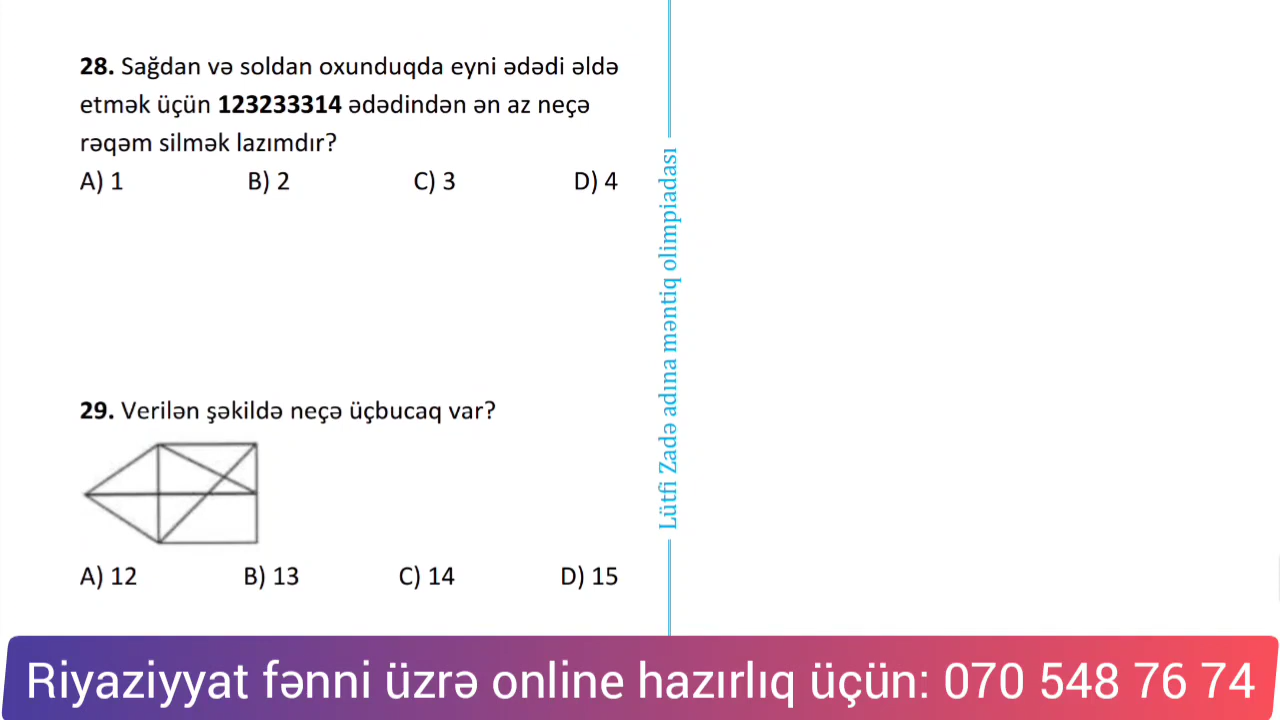 28. Sağdan və soldan oxunduqda eyni ədədi əldə
etmək üçün 123233314 ədədindən ən az neçə
rəqəm silmək lazımdır?
A) 1 B) 2 C) 3 D) 4
29. Verilən şəkildə neçə üçbucaq var?
A) 12 B) 13 C) 14 D) 15
Lütfi Zadə adına məntiq olimpiadası
Riyaziyyat fənni üzrə online hazırlıq üçün: 070 548 76 74